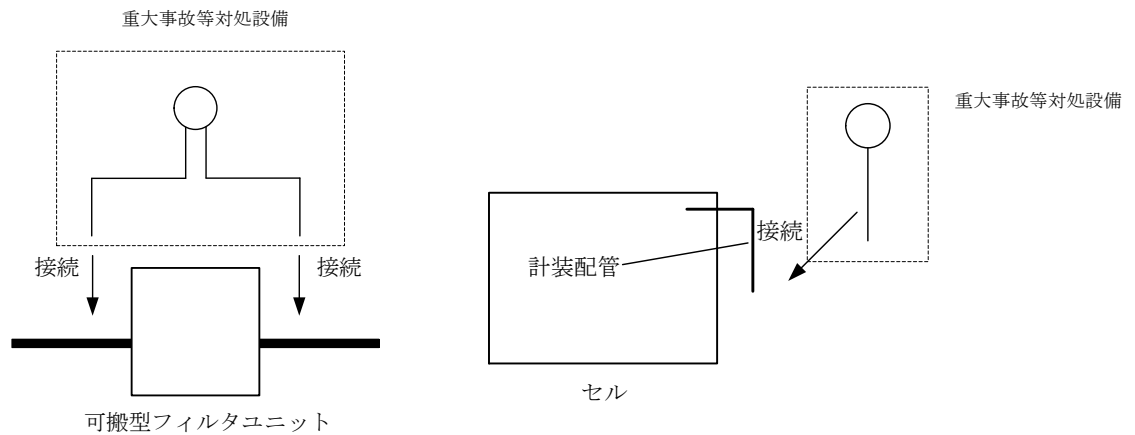 重大事故等対処設備
接続
接続
可搬型フィルタユニット
重大事故等対処設備
接続
計装配管
セル